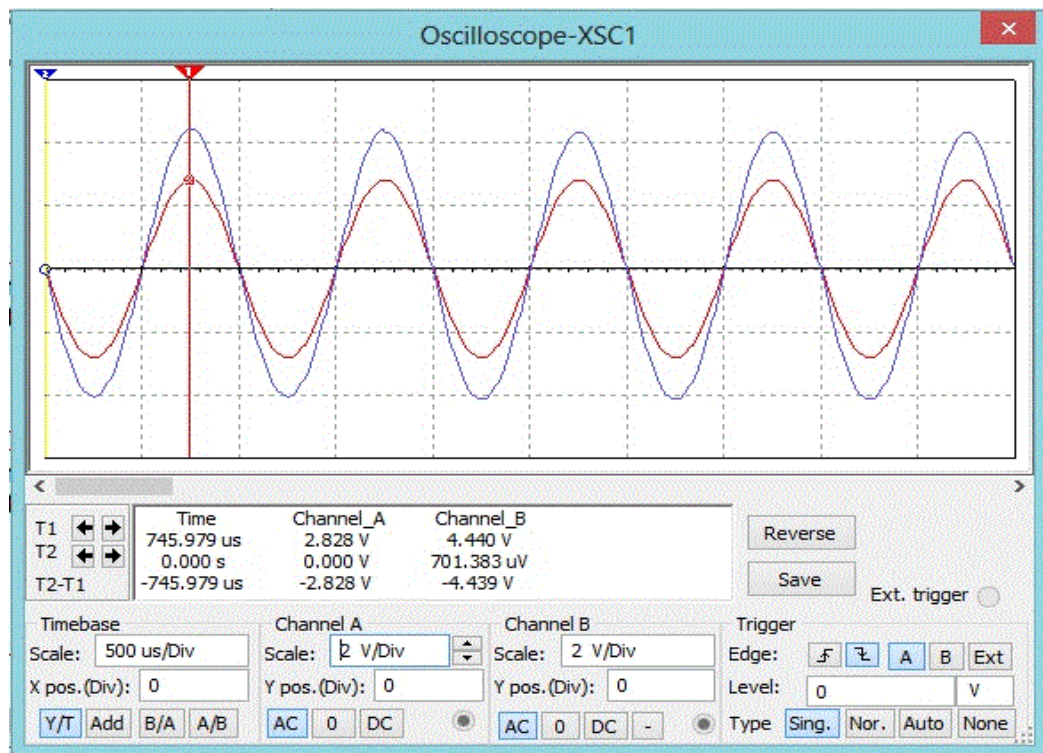 Oscilloscope-XSC1
2 1
Time Channel_A Channel_B
T1 745.979 us 2.828 V 4.440 V
T2 0.000 s 0.000 V 701.383 uV
T2-T1 -745.979 us -2.828 V -4.439 V
Reverse
Save
Ext. trigger
Timebase Channel A Channel B Trigger
Scale: 500 us/Div Scale: 2 V/Div Scale: 2 V/Div Edge: A B Ext
X pos.(Div): 0 Y pos.(Div): 0 Y pos.(Div): 0 Level: 0 V
Y/T Add B/A A/B AC 0 DC AC 0 DC - Type Sing. Nor. Auto None